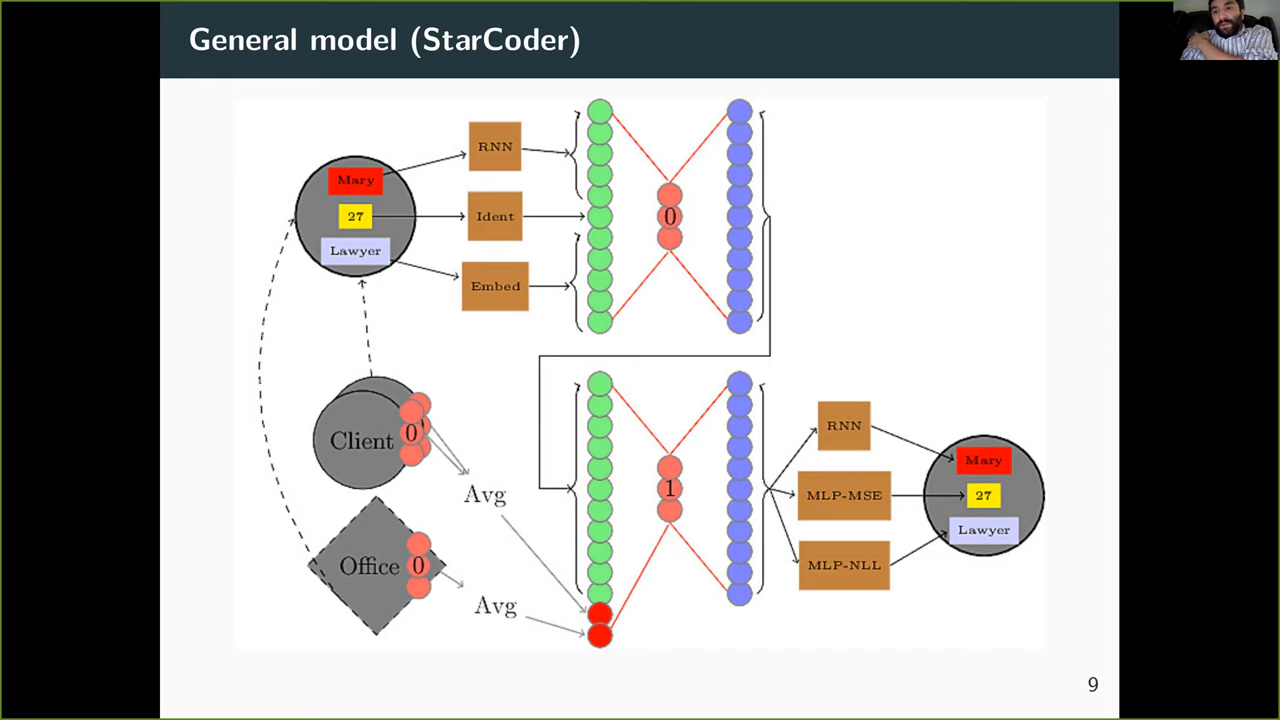 General model (StarCoder)
Mary
27
Lawyer
RNN
Ident
Embed
0
Client
0
Office
0
Avg
Avg
1
RNN
MLP-MSE
MLP-NLL
Mary
27
Lawyer
9